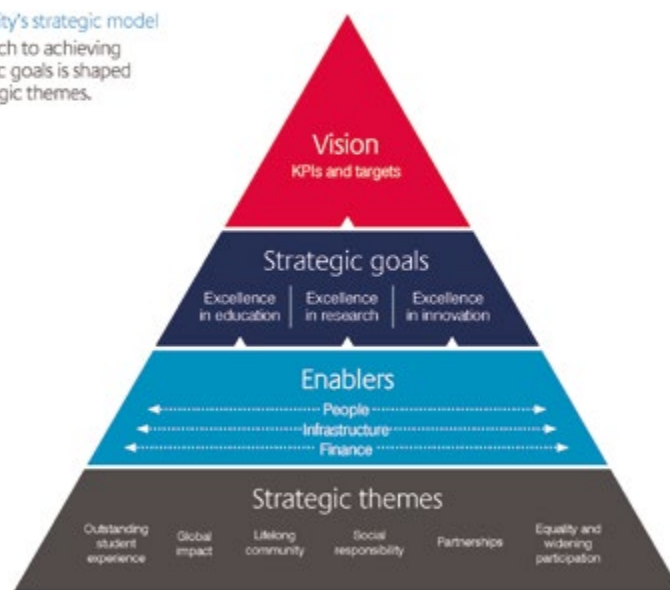 ity's strategic model
ch to achieving
c goals is shaped
gic themes.
Vision
KPIs and targets
Strategic goals
Excellence
in education
Excellence
in research
Excellence
in innovation
Enablers
People
Infrastructure
Finance
Strategic themes
Outstanding
student
experience
Global
impact
Lifelong
community
Social
responsibility
Partnerships
Equality and
widening
participation